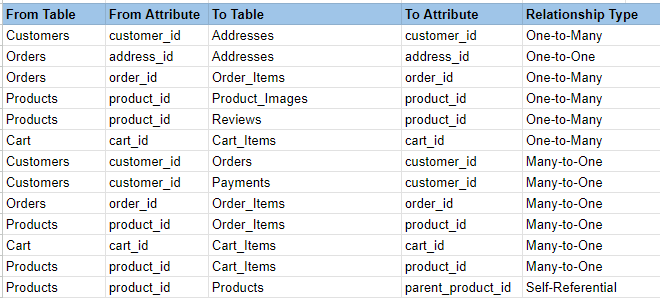 From Table From Attribute To Table To Attribute Relationship Type
Customers customer_id Addresses customer_id One-to-Many
Orders address_id Addresses address_id One-to-One
Orders order_id Order_Items order_id One-to-Many
Products product_id Product_Images product_id One-to-Many
Products product_id Reviews product_id One-to-Many
Cart cart_id Cart_Items cart_id One-to-Many
Customers customer_id Orders customer_id Many-to-One
Customers customer_id Payments customer_id Many-to-One
Orders order_id Order_Items order_id Many-to-One
Products product_id Order_Items product_id Many-to-One
Cart cart_id Cart_Items cart_id Many-to-One
Products product_id Cart_Items product_id Many-to-One
Products product_id Products parent_product_id Self-Referential